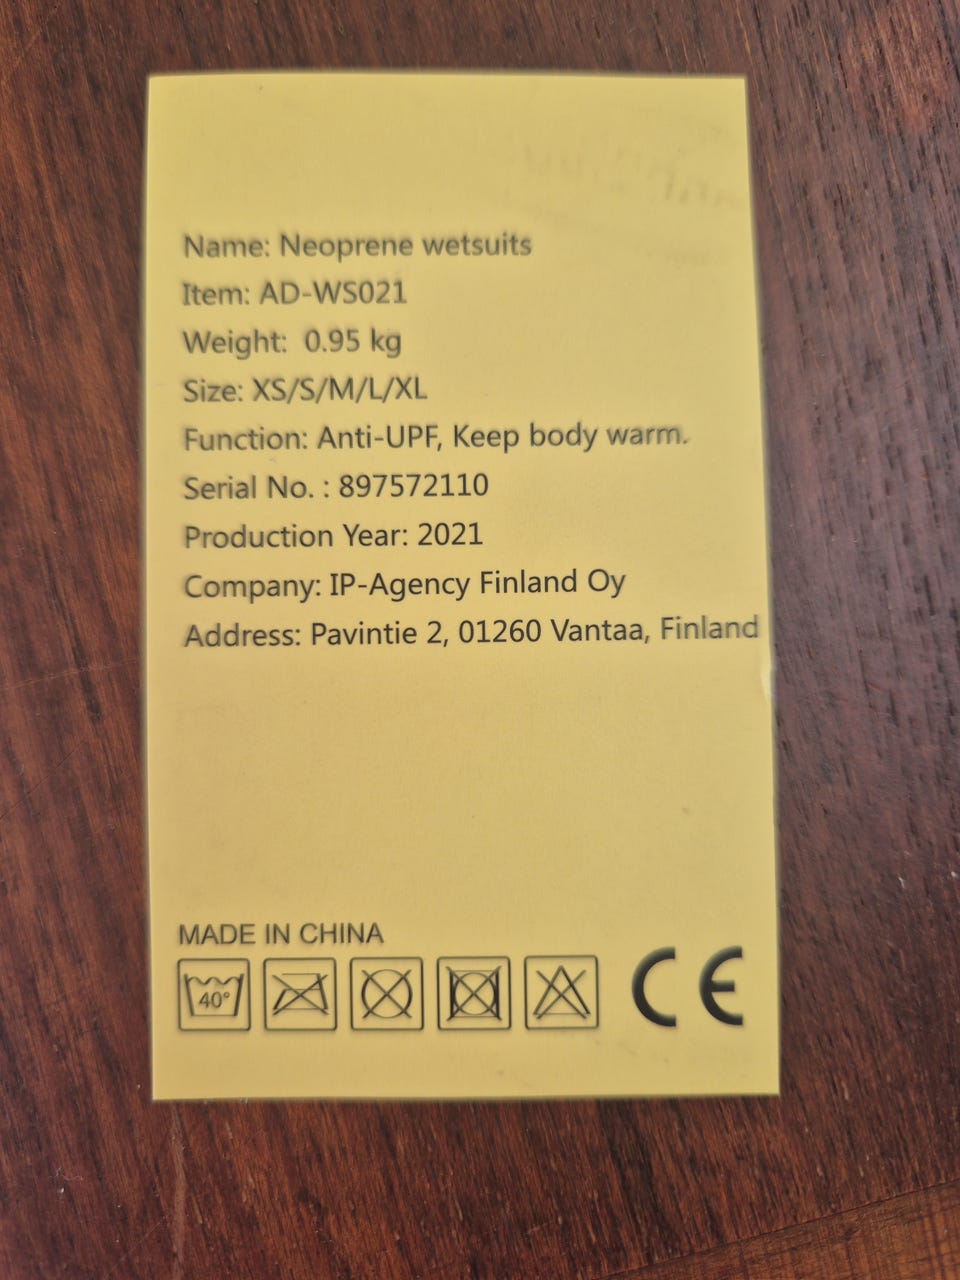 Name: Neoprene wetsuits
Item: AD-WS021
Weight: 0.95 kg
Size: XS/S/M/L/XL
Function: Anti-UPF, Keep body warm.
Serial No. : 897572110
Production Year: 2021
Company: IP-Agency Finland Oy
Address: Pavintie 2, 01260 Vantaa, Finland
MADE IN CHINA
40° CE